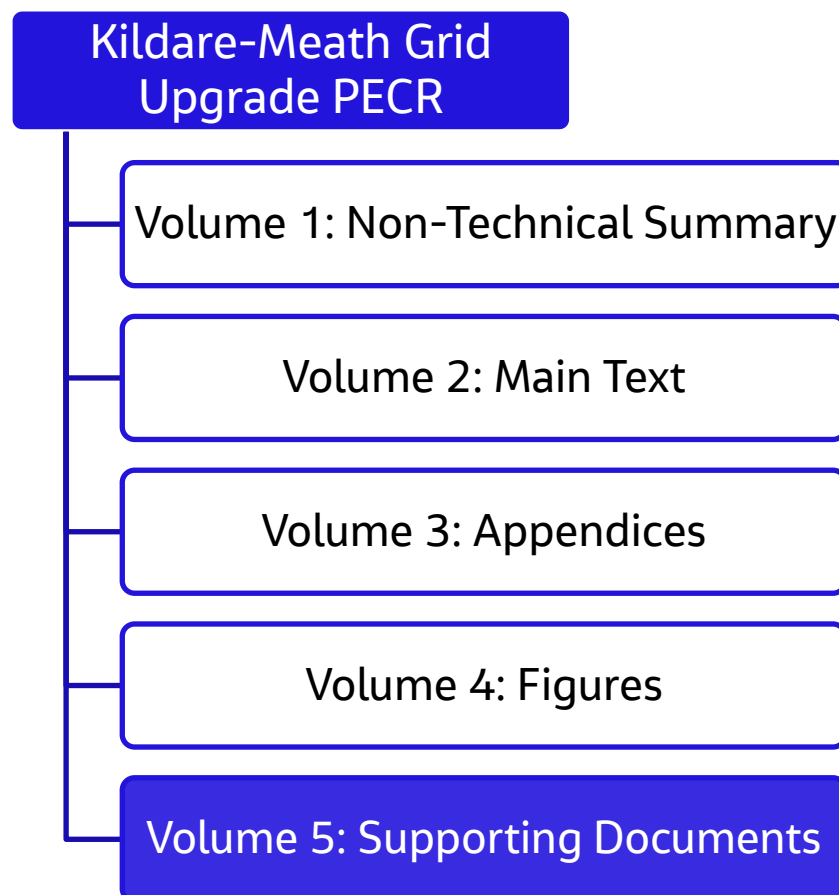 Kildare-Meath Grid
Upgrade PECR
Volume 1: Non-Technical Summary
Volume 2: Main Text
Volume 3: Appendices
Volume 4: Figures
Volume 5: Supporting Documents